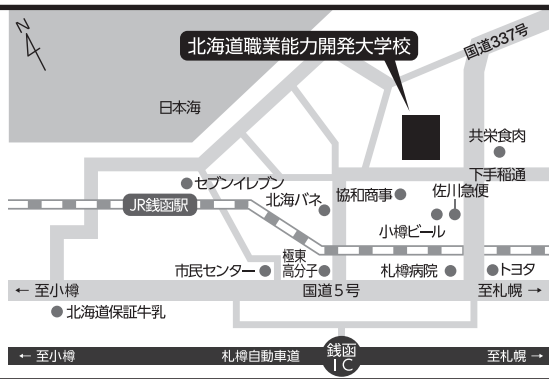 N
北海道職業能力開発大学校
国道337号
日本海
共栄食肉
下手稲通
セブンイレブン
協和商事
佐川急便
JR銭函駅
北海バネ
小樽ビール
極東
高分子
市民センター
札樽病院
トヨタ
← 至小樽
国道5号
至札幌 →
北海道保証牛乳
← 至小樽
札樽自動車道
銭函
IC
至札幌 →